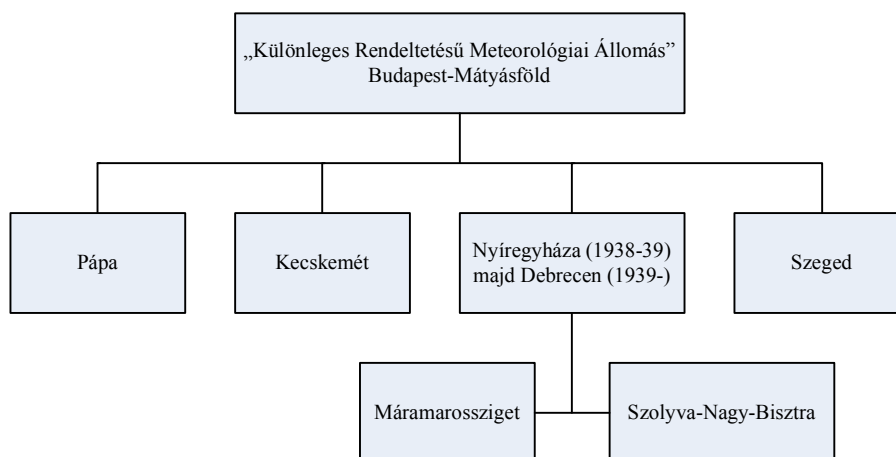 „Különleges Rendeltetésű Meteorológiai Állomás”
Budapest-Mátyásföld
Pápa
Kecskemét
Nyíregyháza (1938-39)
majd Debrecen (1939-)
Szeged
Máramarossziget
Szolyva-Nagy-Bisztra